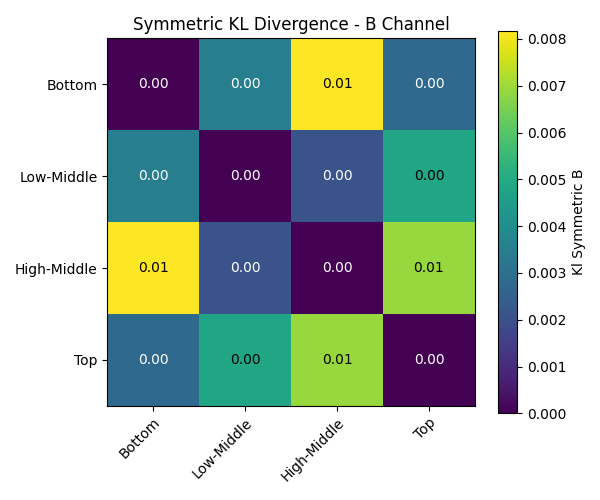 Symmetric KL Divergence - B Channel
Bottom 0.00 0.00 0.01 0.00
Low-Middle 0.00 0.00 0.00 0.00
High-Middle 0.01 0.00 0.00 0.01
Top 0.00 0.00 0.01 0.00
Bottom
Low-Middle
High-Middle
Top
0.008
0.007
0.006
0.005
0.004
0.003
0.002
0.001
0.000
Kl Symmetric B